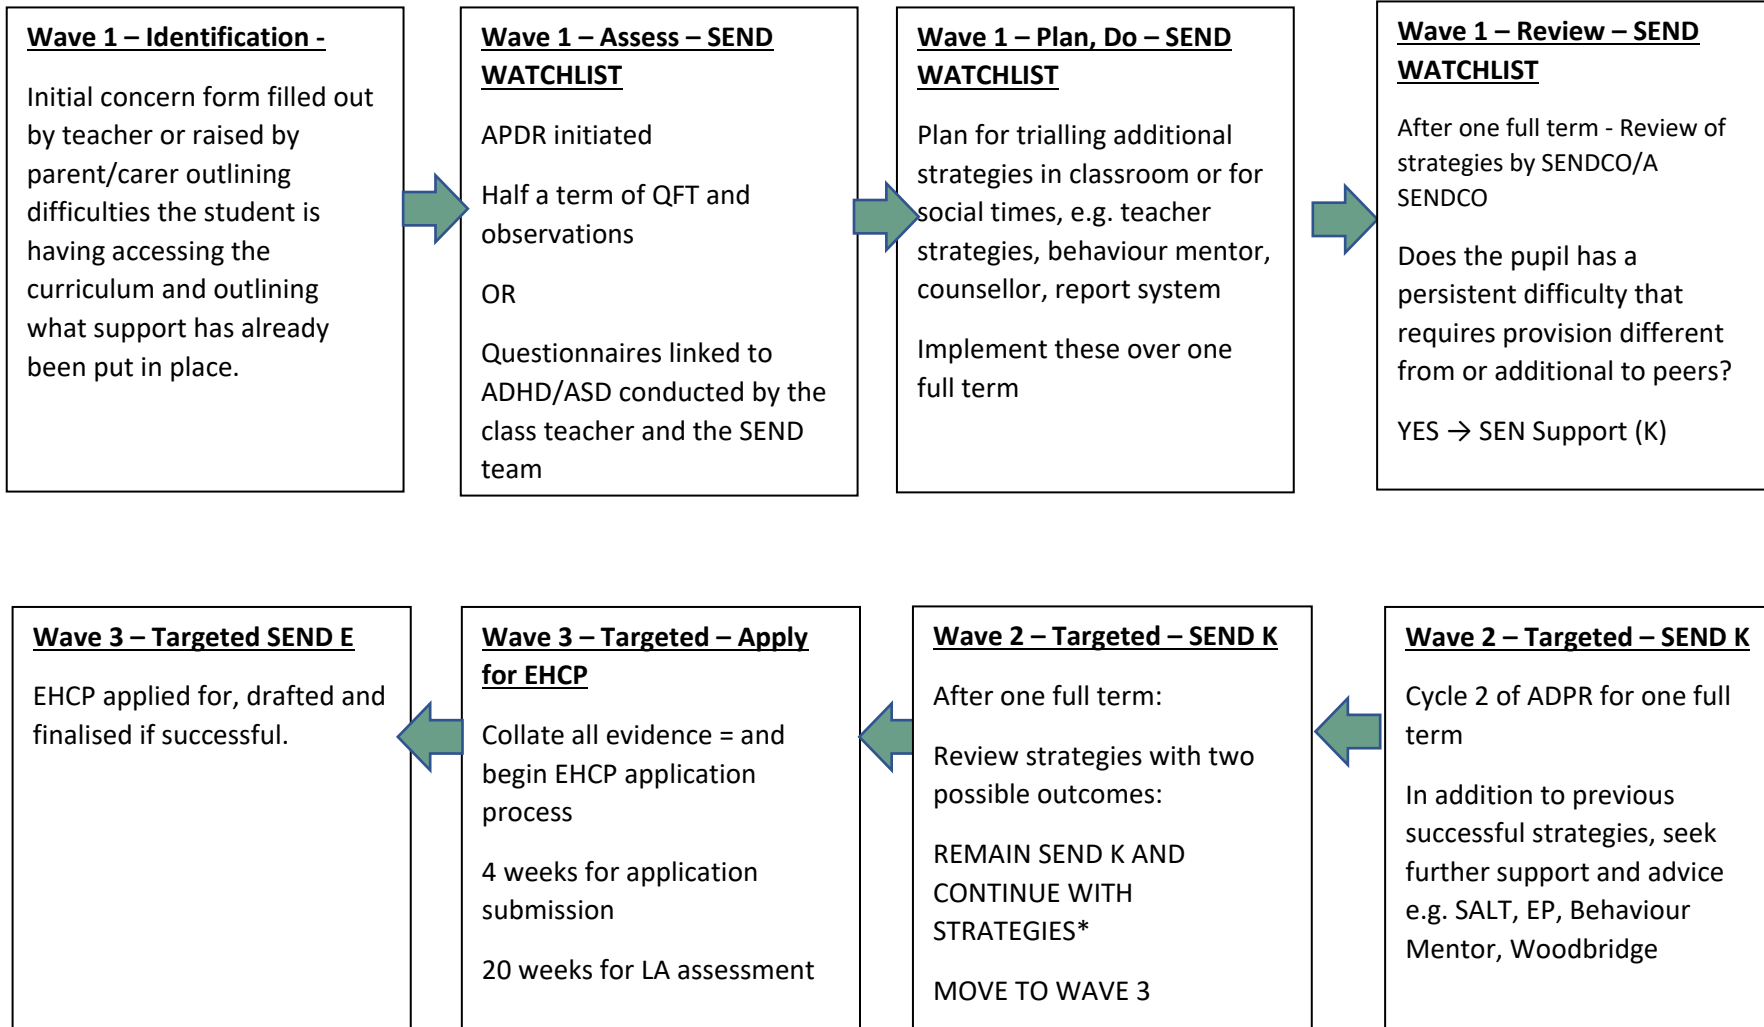 Wave 1 – Identification -
Initial concern form filled out
by teacher or raised by
parent/carer outlining
difficulties the student is
having accessing the
curriculum and outlining
what support has already
been put in place.
Wave 1 – Assess – SEND
WATCHLIST
APDR initiated
Half a term of QFT and
observations
OR
Questionnaires linked to
ADHD/ASD conducted by the
class teacher and the SEND
team
Wave 1 – Plan, Do – SEND
WATCHLIST
Plan for trialling additional
strategies in classroom or for
social times, e.g. teacher
strategies, behaviour mentor,
counsellor, report system
Implement these over one
full term
Wave 1 – Review – SEND
WATCHLIST
After one full term - Review of
strategies by SENDCO/A
SENDCO
Does the pupil has a
persistent difficulty that
requires provision different
from or additional to peers?
YES → SEN Support (K)
Wave 2 – Targeted – SEND K
Cycle 2 of ADPR for one full
term
In addition to previous
successful strategies, seek
further support and advice
e.g. SALT, EP, Behaviour
Mentor, Woodbridge
Wave 2 – Targeted – SEND K
After one full term:
Review strategies with two
possible outcomes:
REMAIN SEND K AND
CONTINUE WITH
STRATEGIES*
MOVE TO WAVE 3
Wave 3 – Targeted – Apply
for EHCP
Collate all evidence = and
begin EHCP application
process
4 weeks for application
submission
20 weeks for LA assessment
Wave 3 – Targeted SEND E
EHCP applied for, drafted and
finalised if successful.